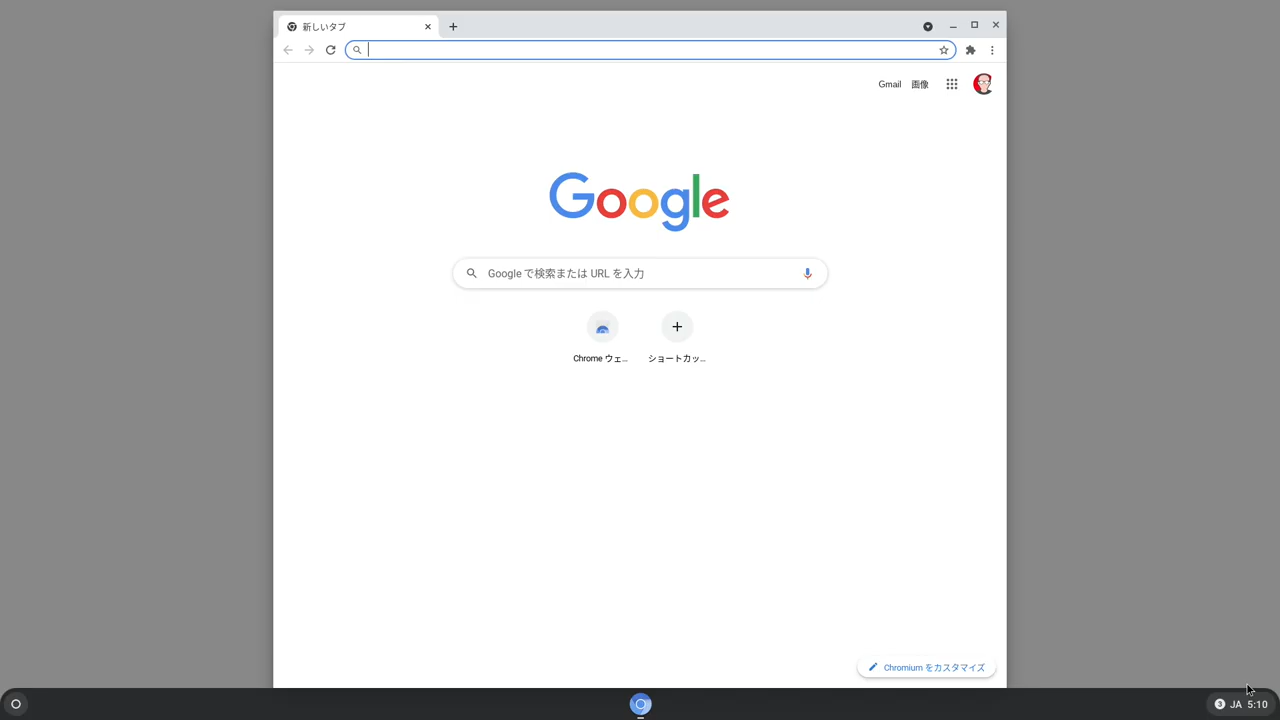 新しいタブ
Gmail 画像
Google
Google で検索または URL を入力
Chrome ウェ...
ショートカッ...
Chromium をカスタマイズ
3 JA 5:10